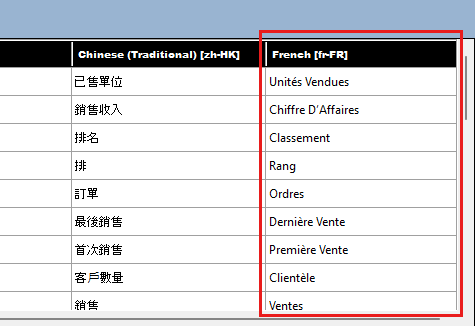 Chinese (Traditional) [zh-HK] French [fr-FR]
已售單位 Unités Vendues
銷售收入 Chiffre D'Affaires
排名 Classement
排 Rang
訂單 Ordres
最後銷售 Dernière Vente
首次銷售 Première Vente
客戶數量 Clientèle
銷售 Ventes